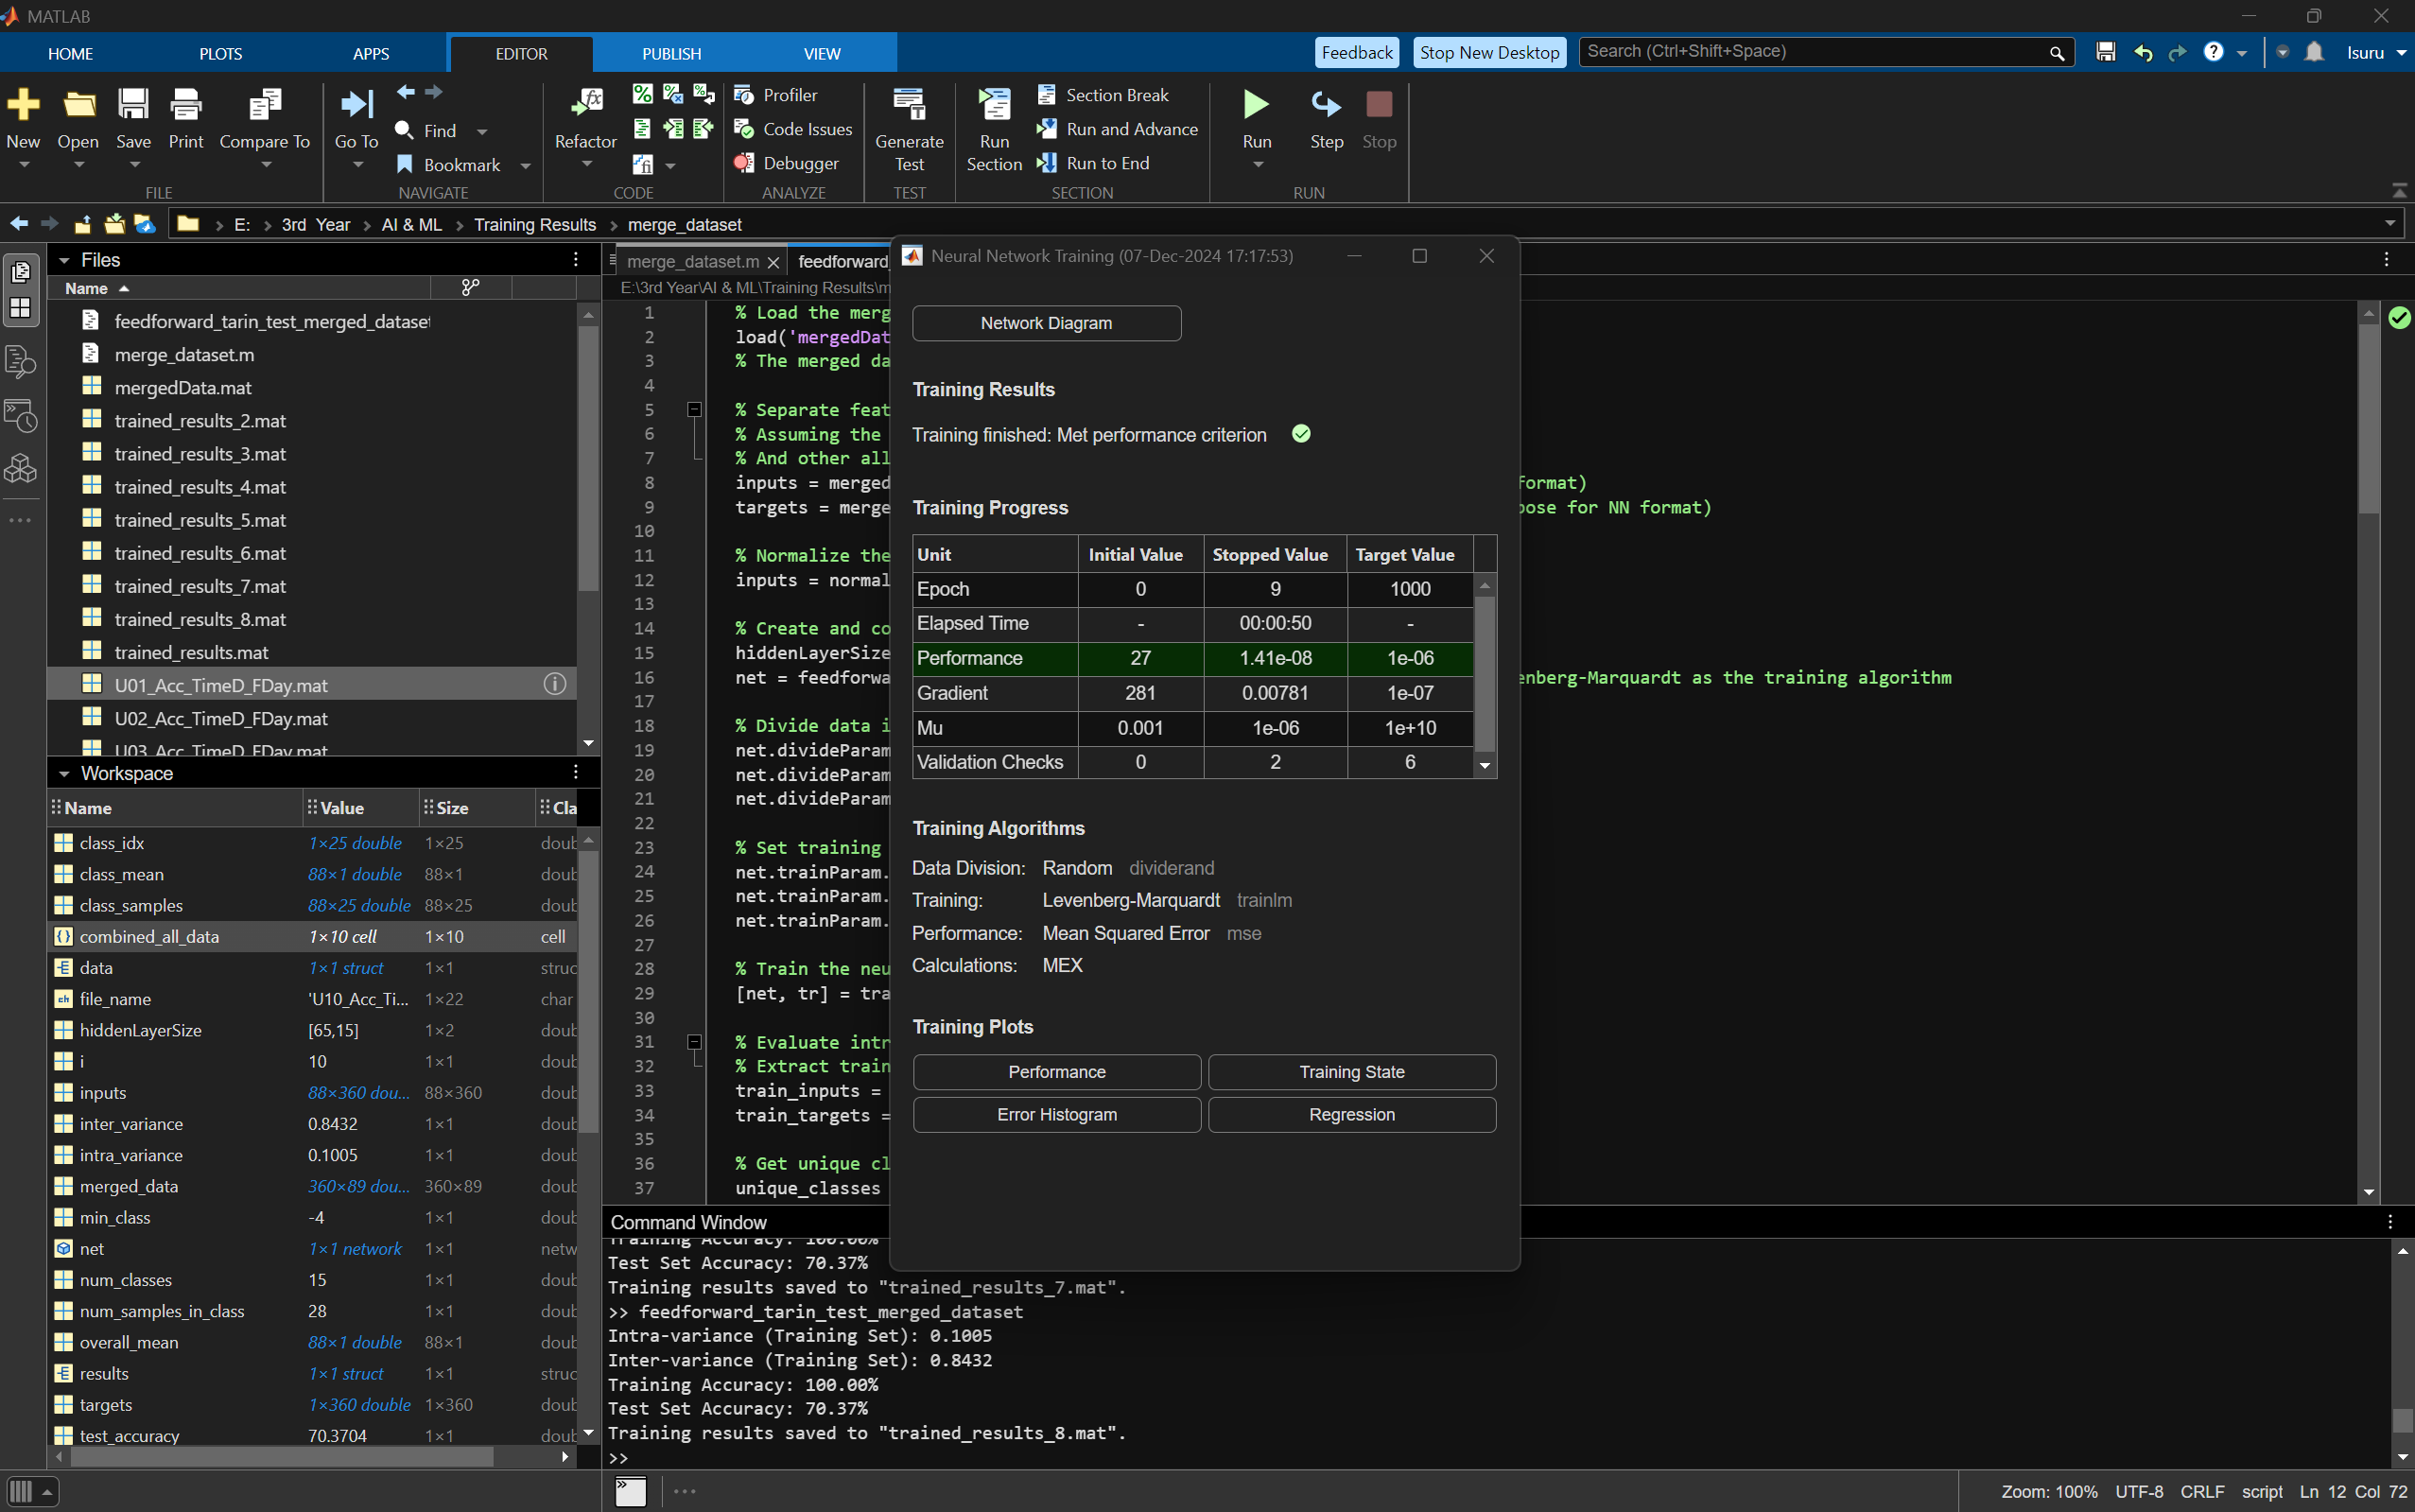 MATLAB
HOME PLOTS APPS EDITOR PUBLISH VIEW Feedback Stop New Desktop Search (Ctrl+Shift+Space) Isuru
New Open Save Print Compare To
FILE
Go To Find Bookmark
NAVIGATE
Refactor
CODE
Profiler
Code Issues
Debugger
ANALYZE
Generate Test
TEST
Run Section
Section Break
Run and Advance
Run to End
SECTION
Run Step Stop
RUN
E: › 3rd Year › AI & ML › Training Results › merge_dataset
Files
Name
feedforward_tarin_test_merged_dataset
merge_dataset.m
mergedData.mat
trained_results_2.mat
trained_results_3.mat
trained_results_4.mat
trained_results_5.mat
trained_results_6.mat
trained_results_7.mat
trained_results_8.mat
trained_results.mat
U01_Acc_TimeD_FDay.mat
U02_Acc_TimeD_FDay.mat
U03_Acc_TimeD_FDay.mat
Workspace
Name Value Size Cla
class_idx 1×25 double 1×25 doub
class_mean 88×1 double 88×1 doub
class_samples 88×25 double 88×25 doub
combined_all_data 1×10 cell 1×10 cell
data 1×1 struct 1×1 struc
file_name 'U10_Acc_Ti... 1×22 char
hiddenLayerSize [65,15] 1×2 doub
i 10 1×1 doub
inputs 88×360 dou... 88×360 doub
inter_variance 0.8432 1×1 doub
intra_variance 0.1005 1×1 doub
merged_data 360×89 dou... 360×89 doub
min_class -4 1×1 doub
net 1×1 network 1×1 netw
num_classes 15 1×1 doub
num_samples_in_class 28 1×1 doub
overall_mean 88×1 double 88×1 doub
results 1×1 struct 1×1 struc
targets 1×360 double 1×360 doub
test_accuracy 70.3704 1×1 doub
merge_dataset.m feedforward_
E:\3rd Year\AI & ML\Training Results\m
1 % Load the merg
2 load('mergedDat
3 % The merged da
4
5 % Separate feat
6 % Assuming the
7 % And other all
8 inputs = merged format)
9 targets = merge pose for NN format)
10
11 % Normalize the
12 inputs = normal
13
14 % Create and co
15 hiddenLayerSize
16 net = feedforwa enberg-Marquardt as the training algorithm
17
18 % Divide data i
19 net.divideParam
20 net.divideParam
21 net.divideParam
22
23 % Set training
24 net.trainParam.
25 net.trainParam.
26 net.trainParam.
27
28 % Train the neu
29 [net, tr] = tra
30
31 % Evaluate intr
32 % Extract train
33 train_inputs =
34 train_targets =
35
36 % Get unique cl
37 unique_classes
Neural Network Training (07-Dec-2024 17:17:53)
Network Diagram
Training Results
Training finished: Met performance criterion
Training Progress
Unit Initial Value Stopped Value Target Value
Epoch 0 9 1000
Elapsed Time - 00:00:50 -
Performance 27 1.41e-08 1e-06
Gradient 281 0.00781 1e-07
Mu 0.001 1e-06 1e+10
Validation Checks 0 2 6
Training Algorithms
Data Division: Random dividerand
Training: Levenberg-Marquardt trainlm
Performance: Mean Squared Error mse
Calculations: MEX
Training Plots
Performance Training State
Error Histogram Regression
Command Window
Training Accuracy: 100.00%
Test Set Accuracy: 70.37%
Training results saved to "trained_results_7.mat".
>> feedforward_tarin_test_merged_dataset
Intra-variance (Training Set): 0.1005
Inter-variance (Training Set): 0.8432
Training Accuracy: 100.00%
Test Set Accuracy: 70.37%
Training results saved to "trained_results_8.mat".
>>
Zoom: 100% UTF-8 CRLF script Ln 12 Col 72